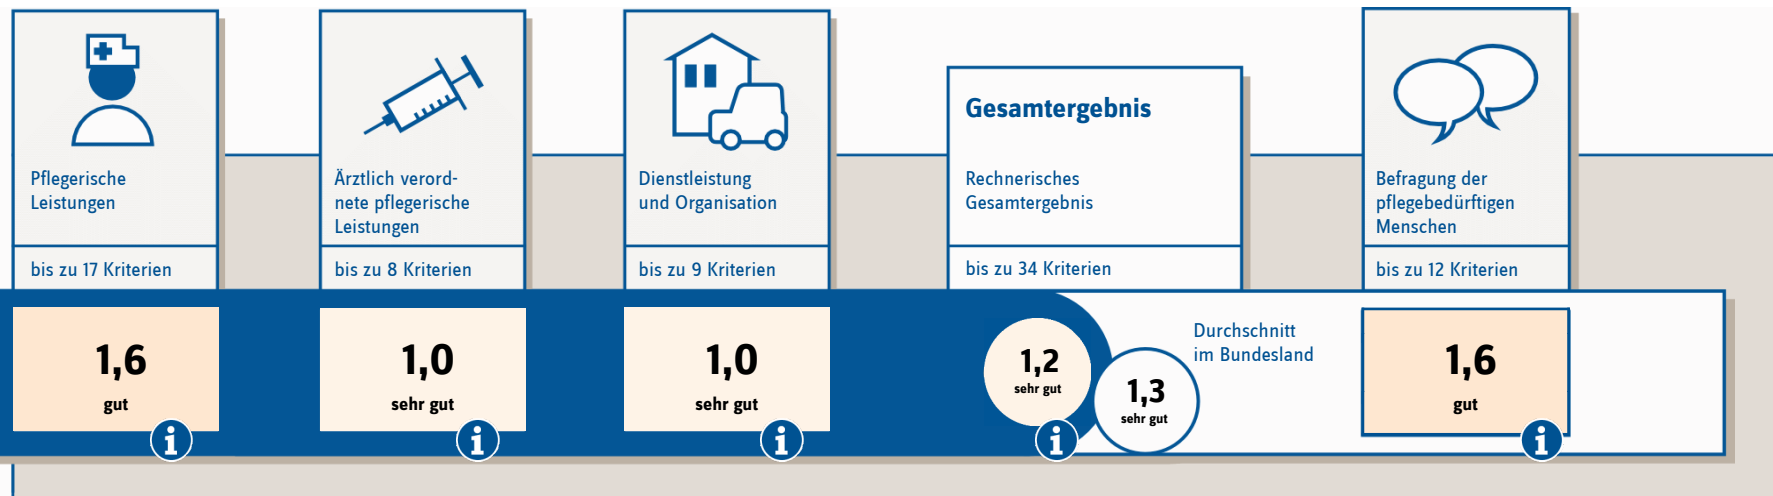 Pflegerische
Leistungen
bis zu 17 Kriterien
1,6
gut
Ärztlich verord-
nete pflegerische
Leistungen
bis zu 8 Kriterien
1,0
sehr gut
Dienstleistung
und Organisation
bis zu 9 Kriterien
1,0
sehr gut
Gesamtergebnis
Rechnerisches
Gesamtergebnis
bis zu 34 Kriterien
1,2
sehr gut
1,3
sehr gut
Durchschnitt
im Bundesland
Befragung der
pflegebedürftigen
Menschen
bis zu 12 Kriterien
1,6
gut